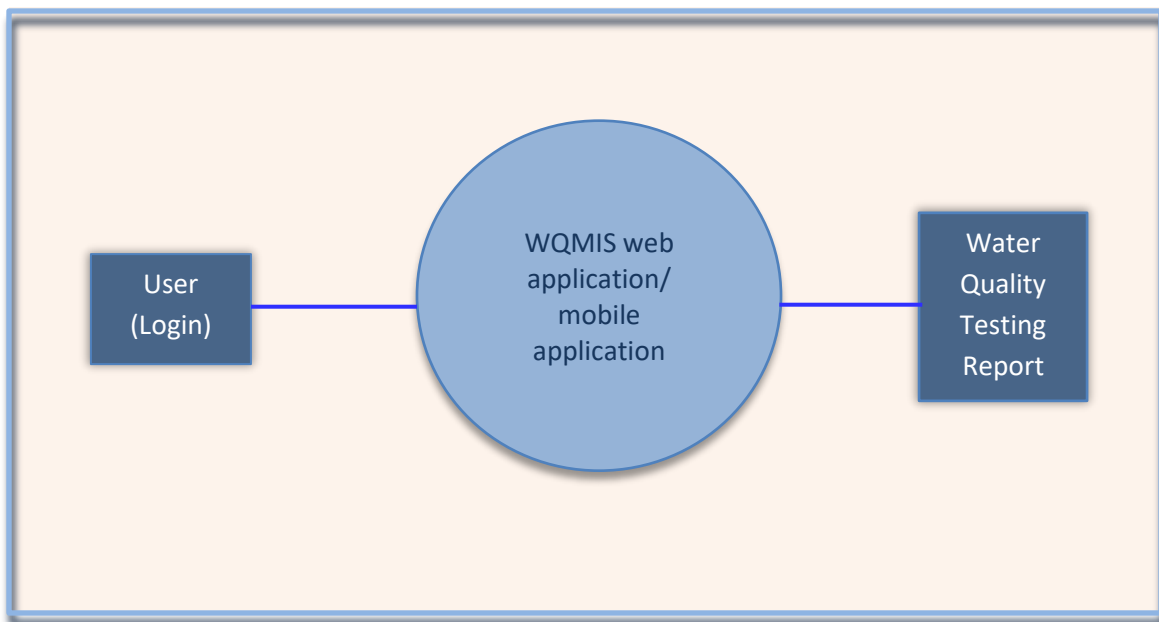 User
(Login)
WQMIS web
application/
mobile
application
Water
Quality
Testing
Report